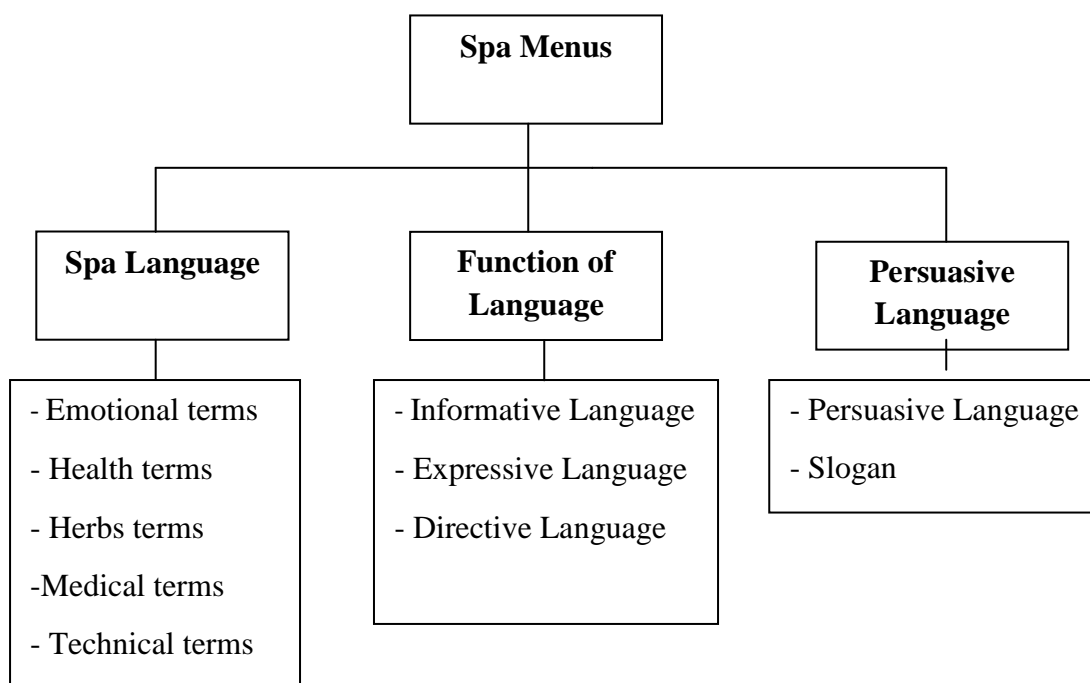 Spa Menus
Spa Language
Function of
Language
Persuasive
Language
- Emotional terms
- Health terms
- Herbs terms
-Medical terms
- Technical terms
- Informative Language
- Expressive Language
- Directive Language
- Persuasive Language
- Slogan